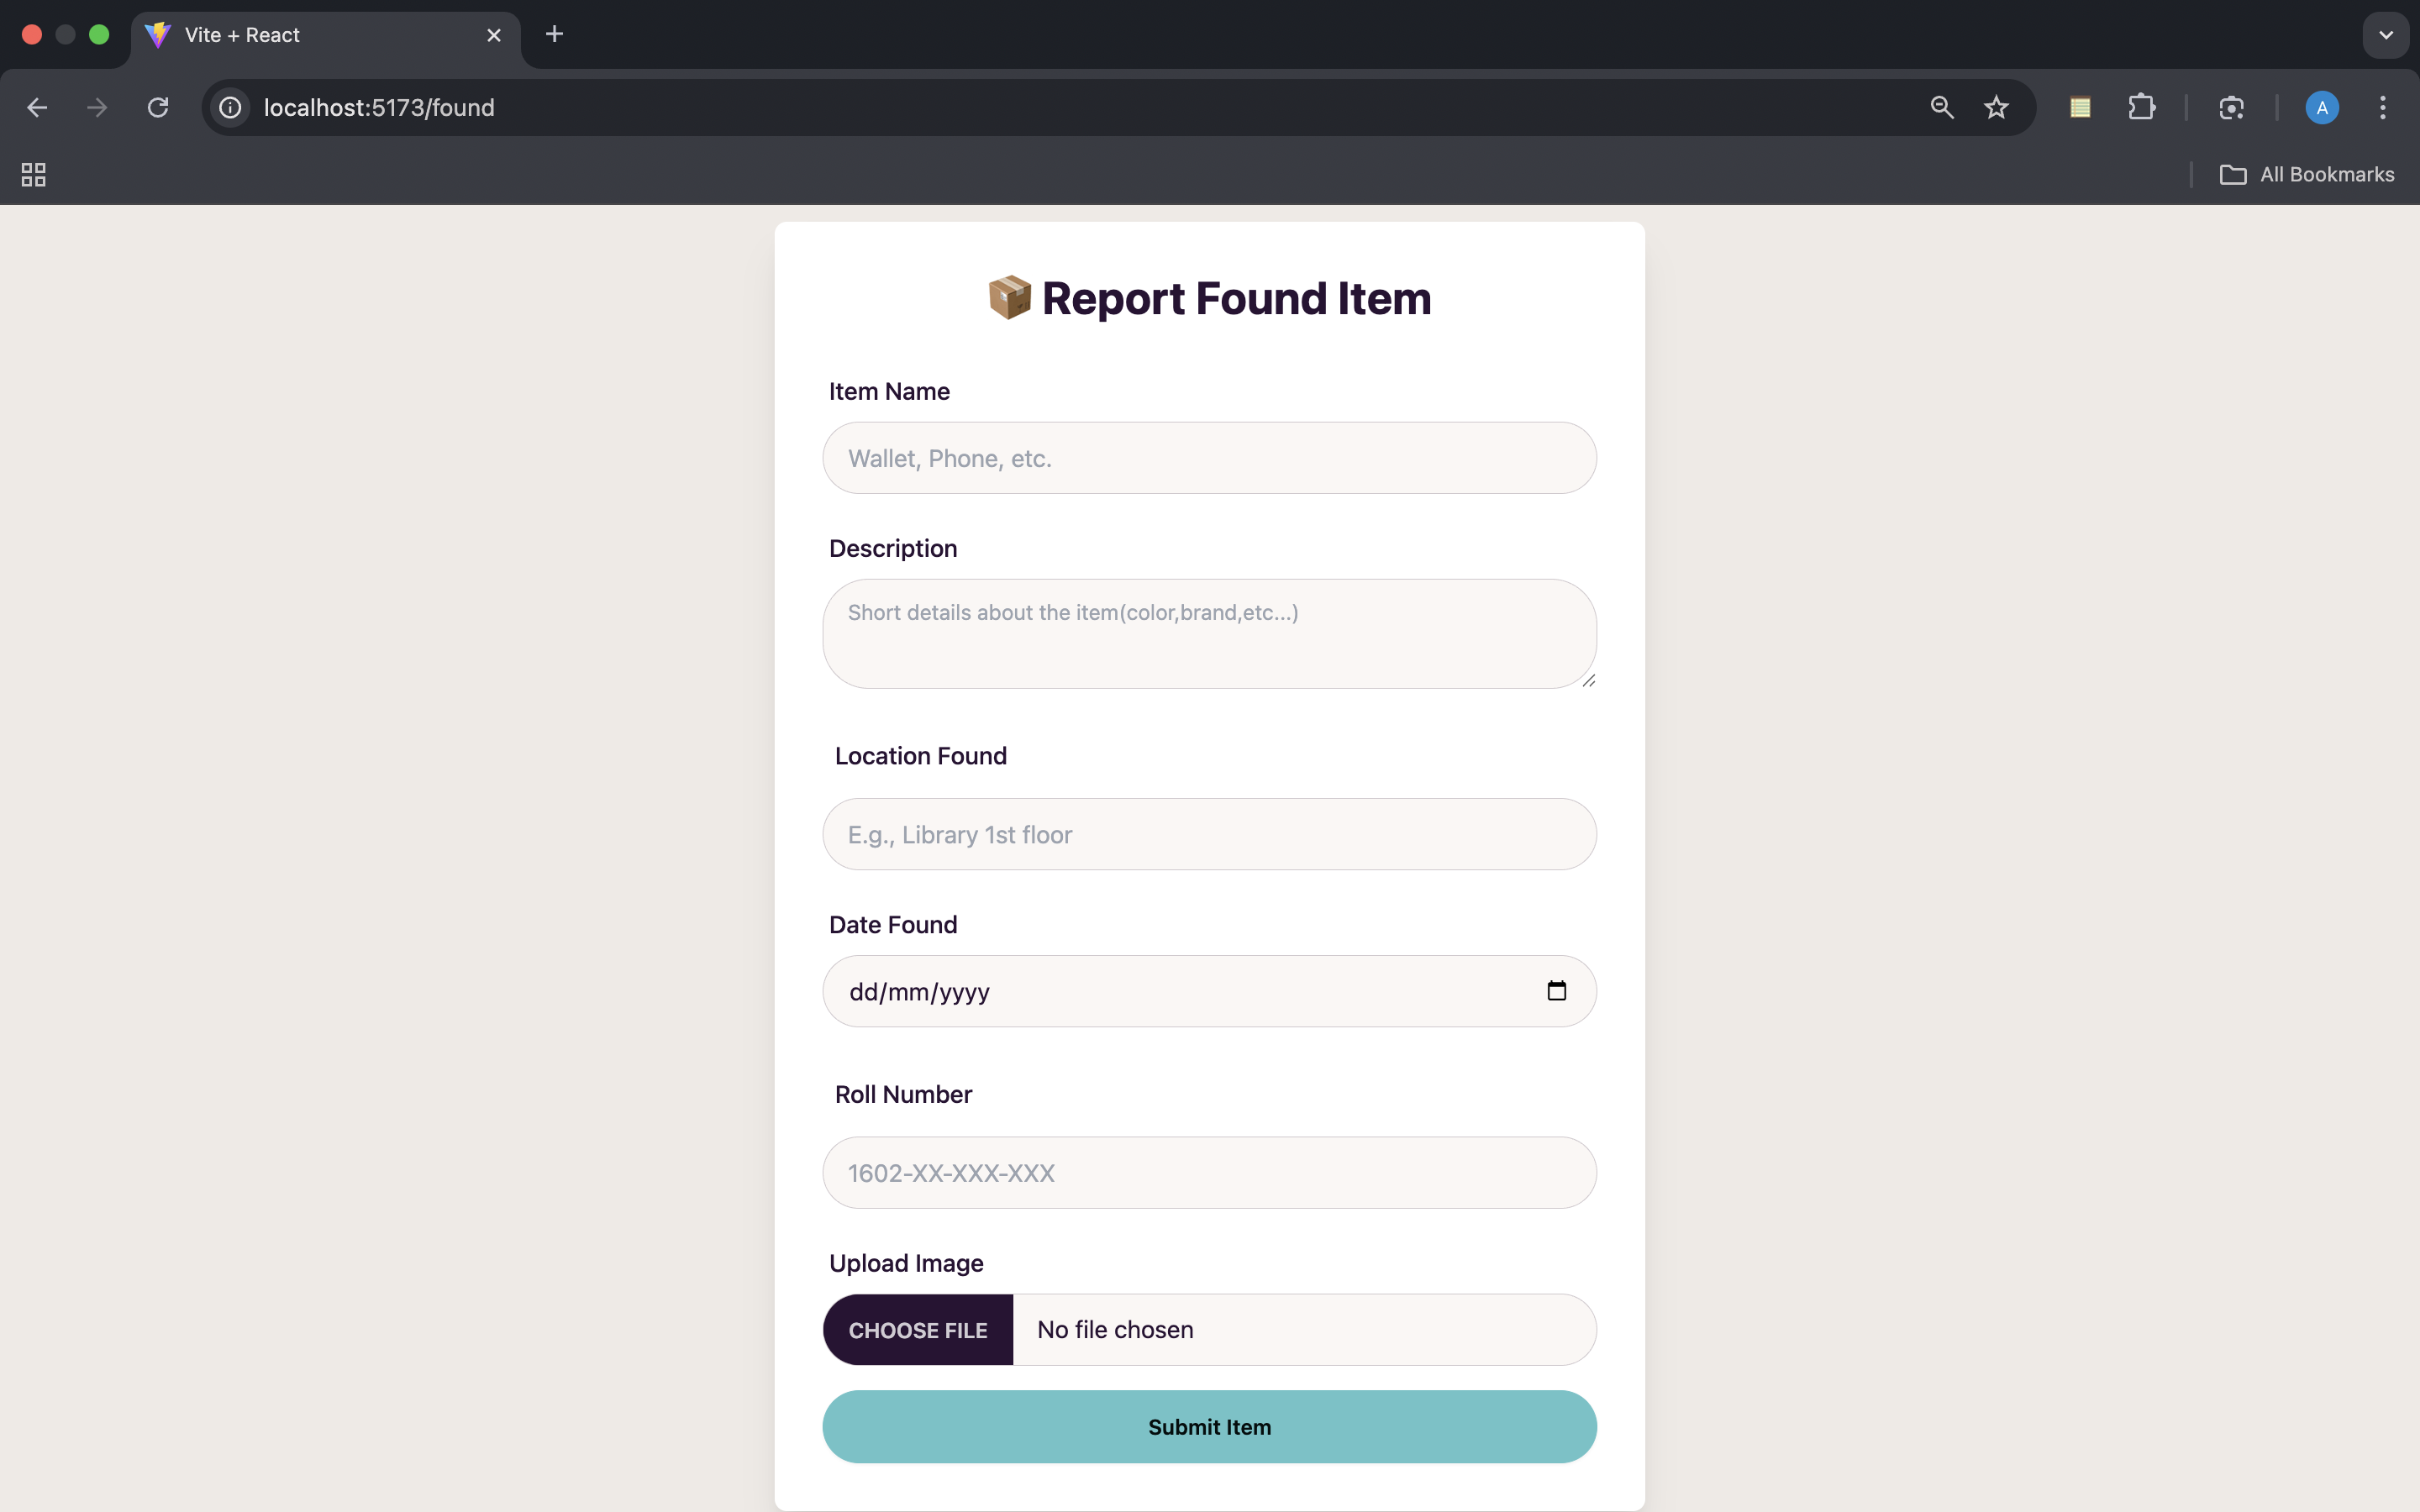 Vite + React
localhost:5173/found
A
All Bookmarks
Report Found Item
Item Name
Wallet, Phone, etc.
Description
Short details about the item(color,brand,etc...)
Location Found
E.g., Library 1st floor
Date Found
dd/mm/yyyy
Roll Number
1602-XX-XXX-XXX
Upload Image
CHOOSE FILE No file chosen
Submit Item